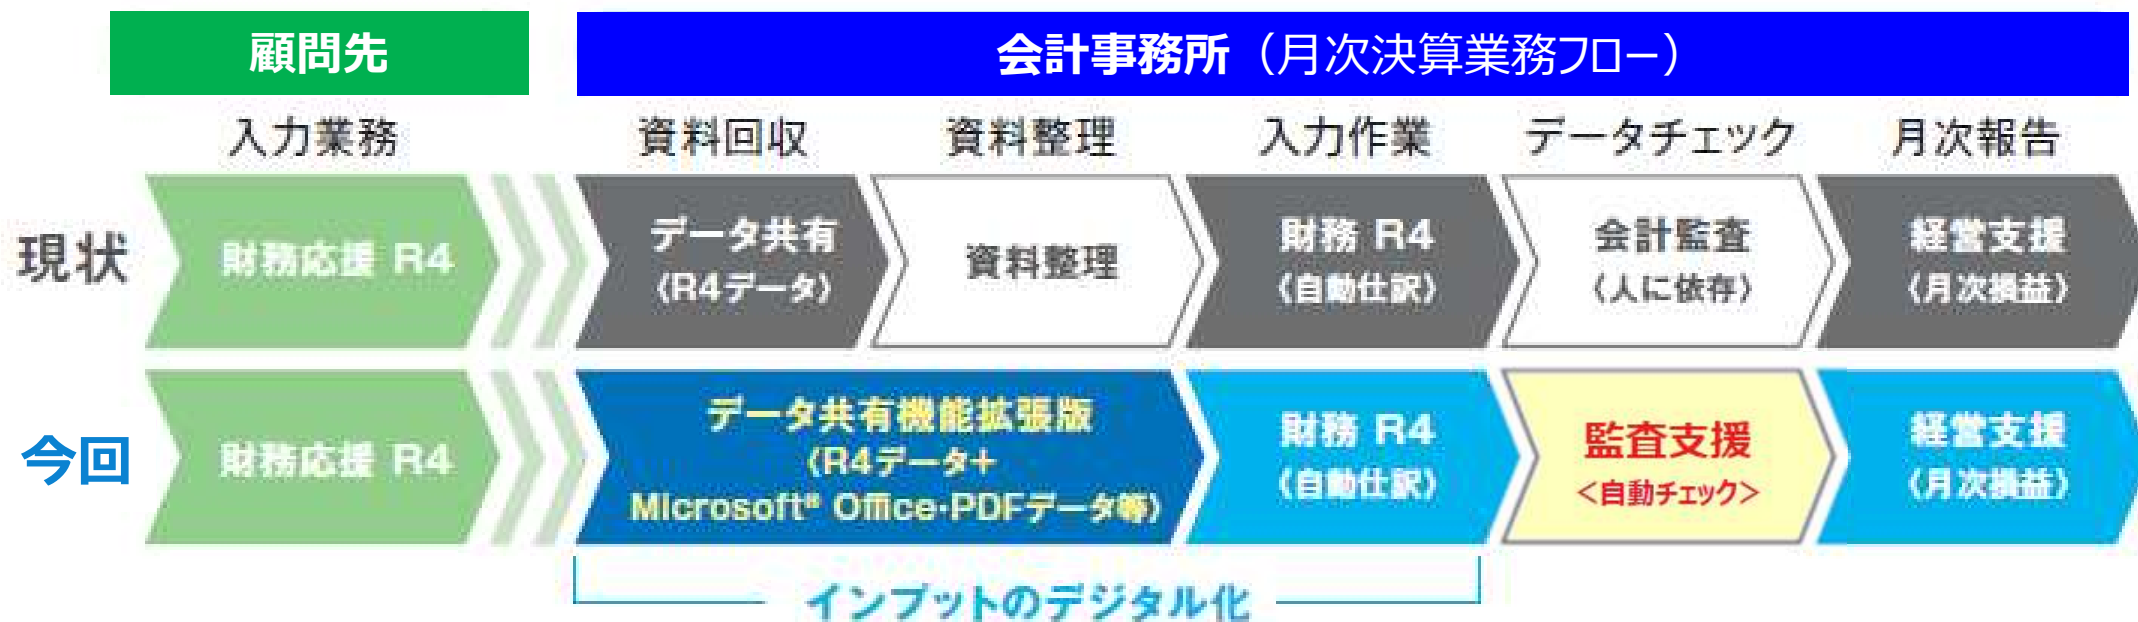 顧問先
会計事務所（月次決算業務フロー）
入力業務
資料回収
資料整理
入力作業
データチェック
月次報告
現状
財務応援 R4
データ共有
（R4データ）
資料整理
財務 R4
（自動仕訳）
会計監査
（人に依存）
経営支援
（月次損益）
今回
財務応援 R4
データ共有機能拡張版
（R4データ＋
Microsoft® Office・PDFデータ等）
財務 R4
（自動仕訳）
監査支援
<自動チェック>
経営支援
（月次損益）
インプットのデジタル化